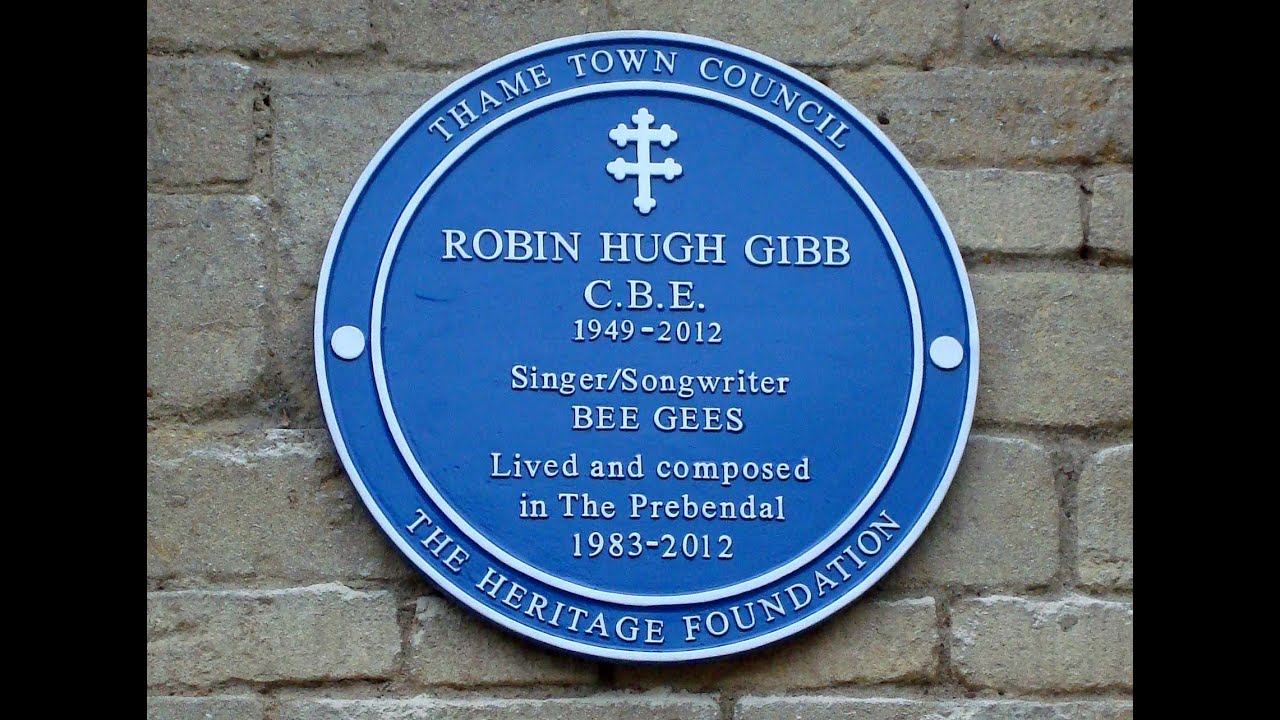 THAME TOWN COUNCIL
ROBIN HUGH GIBB
C.B.E.
1949-2012
Singer/Songwriter
BEE GEES
Lived and composed
in The Prebendal
1983-2012
THE HERITAGE FOUNDATION